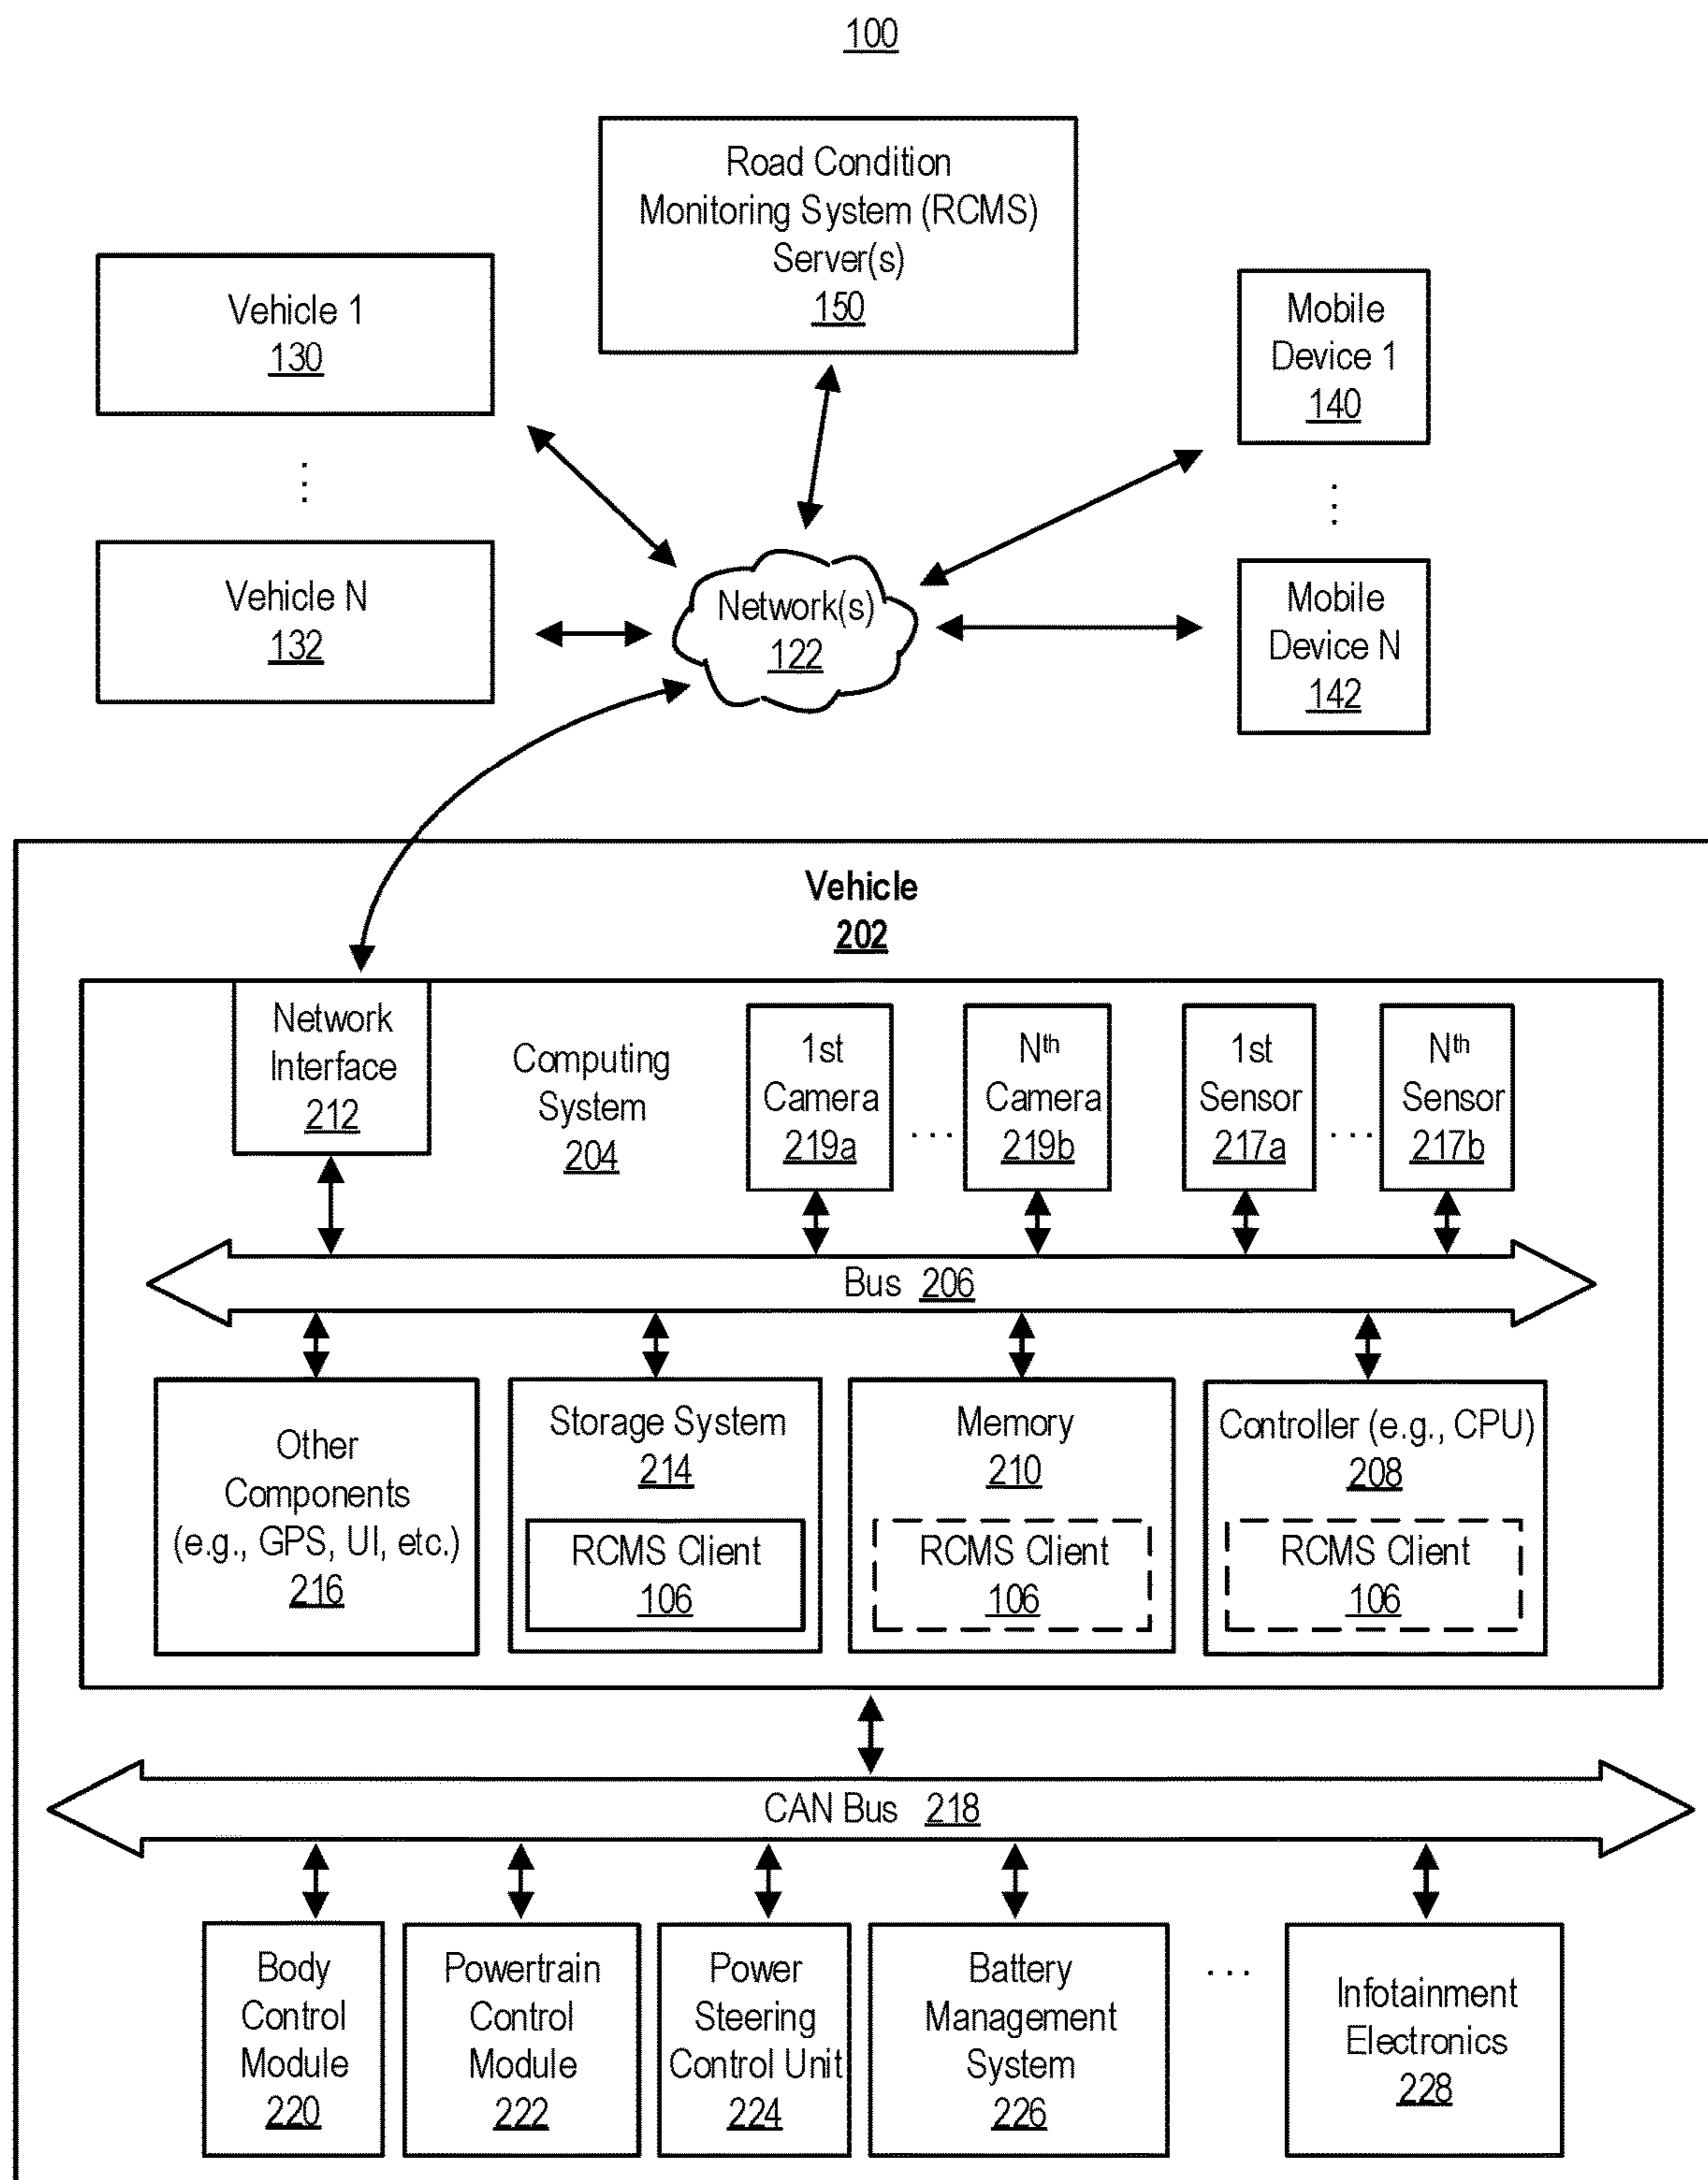 100
Road Condition
Monitoring System (RCMS)
Server(s)
150
Vehicle 1
130
Mobile
Device 1
140
⋮
⋮
Vehicle N
132
Network(s)
122
Mobile
Device N
142
Vehicle
202
Network
Interface
212
Computing
System
204
1st
Camera
219a
...
Nth
Camera
219b
1st
Sensor
217a
...
Nth
Sensor
217b
Bus 206
Other
Components
(e.g., GPS, UI, etc.)
216
Storage System
214
RCMS Client
106
Memory
210
RCMS Client
106
Controller (e.g., CPU)
208
RCMS Client
106
CAN Bus 218
Body
Control
Module
220
Powertrain
Control
Module
222
Power
Steering
Control Unit
224
Battery
Management
System
226
...
Infotainment
Electronics
228